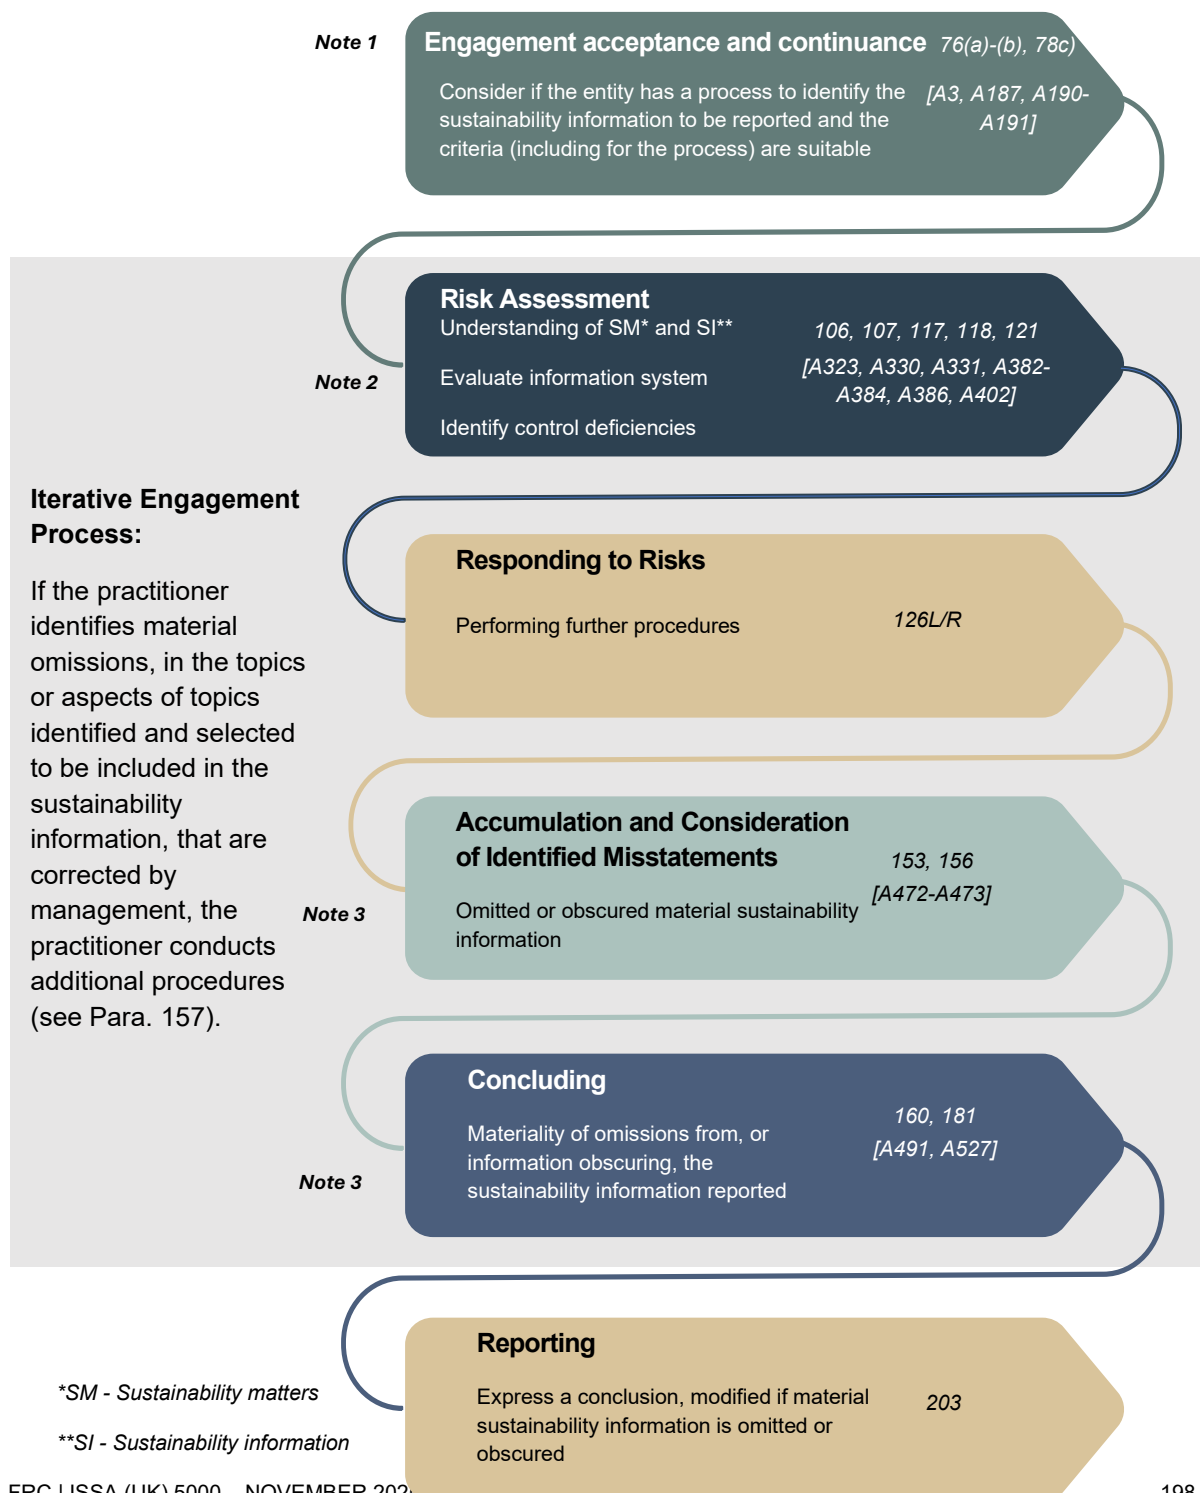 Note 1
Engagement acceptance and continuance 76(a)-(b), 78c)
Consider if the entity has a process to identify the
sustainability information to be reported and the
criteria (including for the process) are suitable
[A3, A187, A190-
A191]
Risk Assessment
Understanding of SM* and SI**
106, 107, 117, 118, 121
Note 2
Evaluate information system
[A323, A330, A331, A382-
A384, A386, A402]
Identify control deficiencies
Iterative Engagement
Process:
If the practitioner
identifies material
omissions, in the topics
or aspects of topics
identified and selected
to be included in the
sustainability
information, that are
corrected by
management, the
practitioner conducts
additional procedures
(see Para. 157).
Responding to Risks
Performing further procedures
126L/R
Accumulation and Consideration
of Identified Misstatements
153, 156
[A472-A473]
Note 3
Omitted or obscured material sustainability
information
Concluding
160, 181
[A491, A527]
Note 3
Materiality of omissions from, or
information obscuring, the
sustainability information reported
Reporting
Express a conclusion, modified if material
sustainability information is omitted or
obscured
203
*SM - Sustainability matters
**SI - Sustainability information
FRC | ISSA (UK) 5000 – NOVEMBER
198